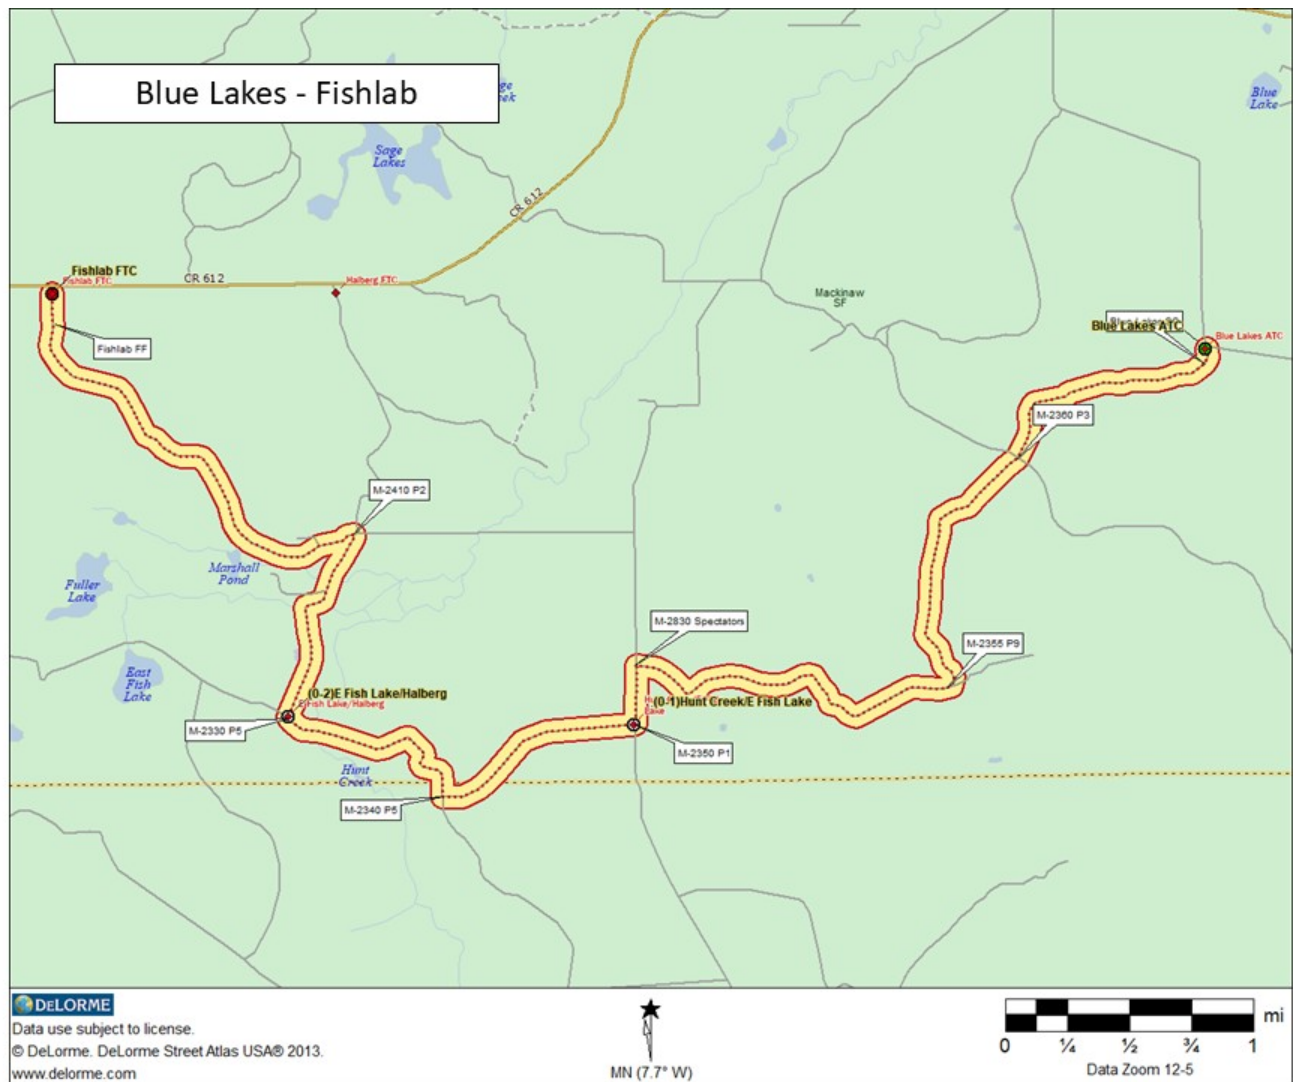 Blue Lakes - Fishlab
Sage
Lakes
Blue
Lake
CR 612
Fishlab FTC
Fishlab FTC
CR 612
Halberg FTC
Mackinaw
SF
Blue Lakes ATC
Blue Lakes ATC
Fishlab FF
M-2360 P3
M-2410 P2
Marshall
Pond
Fuller
Lake
M-2830 Spectators
M-2355 P9
East
Fish
Lake
(0-2)E Fish Lake/Halberg
Fish Lake/Halberg
(0-1)Hunt Creek/E Fish Lake
Lake
M-2330 P5
M-2350 P1
Hunt
Creek
M-2340 P5
DELORME
Data use subject to license.
© DeLorme. DeLorme Street Atlas USA® 2013.
www.delorme.com
MN (7.7° W)
mi
0 ¼ ½ ¾ 1
Data Zoom 12-5